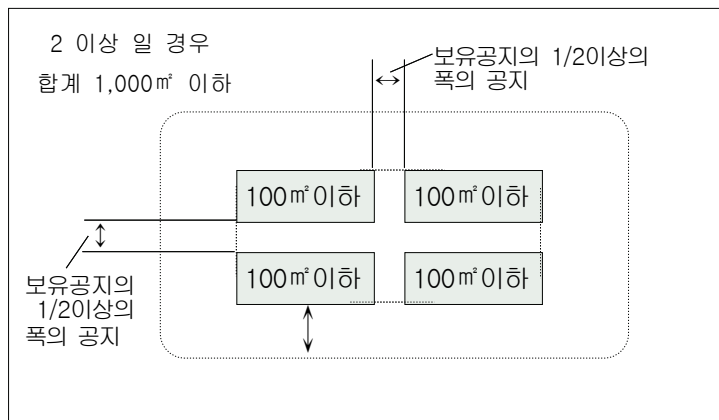 2 이상 일 경우
합계 1,000㎡ 이하
보유공지의 1/2이상의
폭의 공지
100㎡이하
100㎡이하
100㎡이하
100㎡이하
보유공지의
1/2이상의
폭의 공지